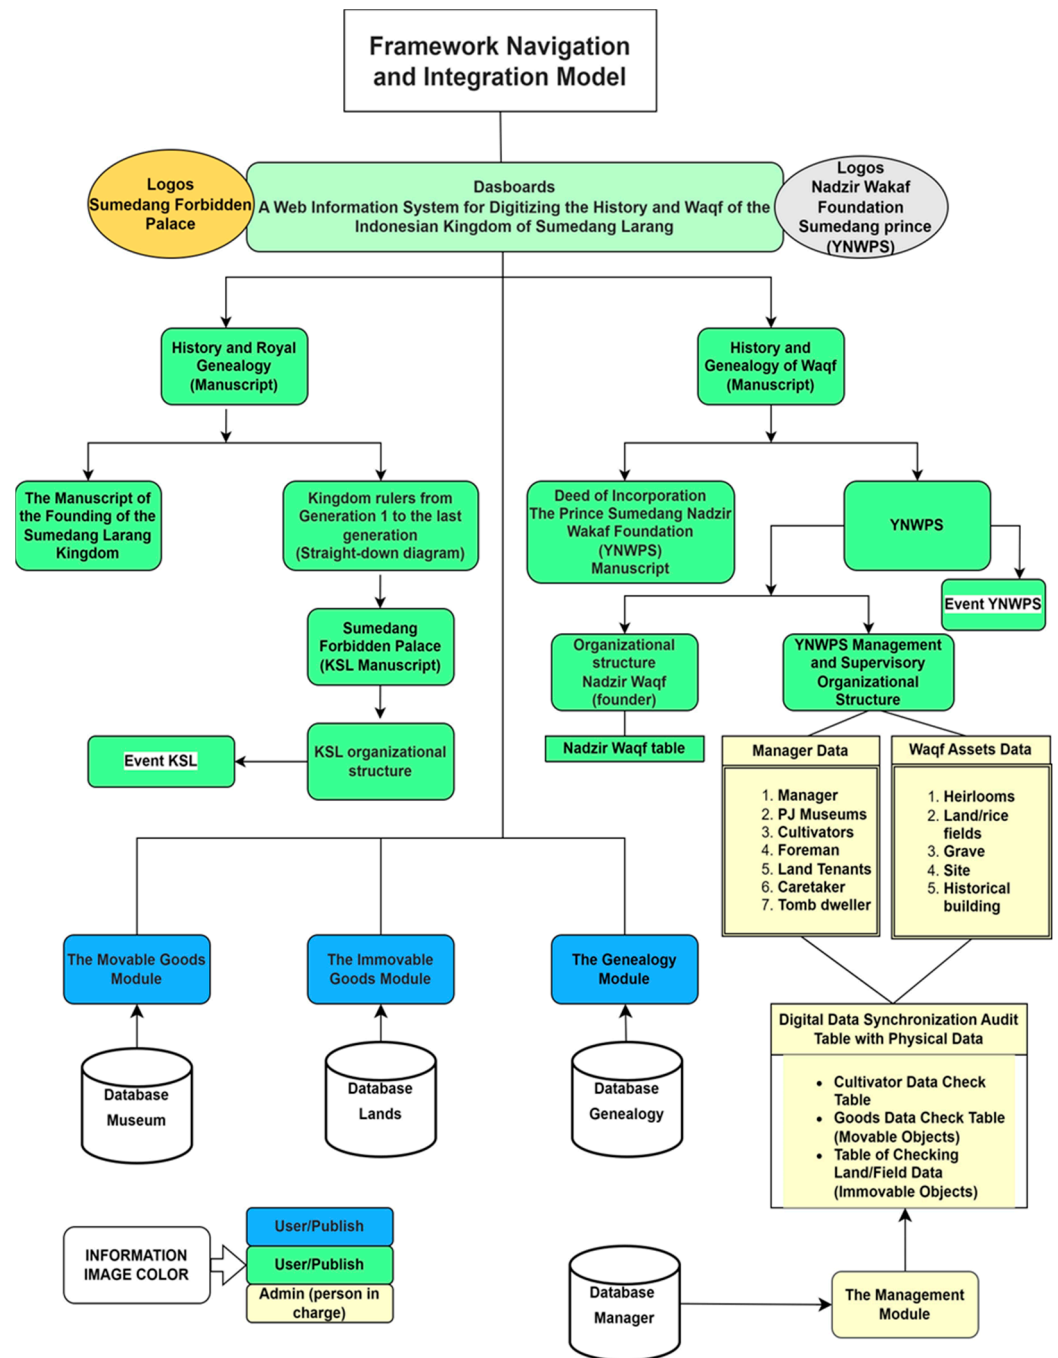 Framework Navigation
and Integration Model
Logos
Sumedang Forbidden
Palace
Dasboards
A Web Information System for Digitizing the History and Waqf of the
Indonesian Kingdom of Sumedang Larang
Logos
Nadzir Wakaf
Foundation
Sumedang prince
(YNWPS)
History and Royal
Genealogy
(Manuscript)
History and
Genealogy of Waqf
(Manuscript)
The Manuscript of
the Founding of the
Sumedang Larang
Kingdom
Kingdom rulers from
Generation 1 to the last
generation
(Straight-down diagram)
Deed of Incorporation
The Prince Sumedang Nadzir
Wakaf Foundation
(YNWPS)
Manuscript
YNWPS
Event YNWPS
Sumedang
Forbidden Palace
(KSL Manuscript)
Organizational
structure
Nadzir Waqf
(founder)
YNWPS Management
and Supervisory
Organizational
Structure
Event KSL
KSL organizational
structure
Nadzir Waqf table
Manager Data
1. Manager
2. PJ Museums
3. Cultivators
4. Foreman
5. Land Tenants
6. Caretaker
7. Tomb dweller
Waqf Assets Data
1. Heirlooms
2. Land/rice
fields
3. Grave
4. Site
5. Historical
building
The Movable Goods
Module
The Immovable
Goods Module
The Genealogy
Module
Database
Museum
Database
Lands
Database
Genealogy
Digital Data Synchronization Audit
Table with Physical Data
• Cultivator Data Check
Table
• Goods Data Check Table
(Movable Objects)
• Table of Checking
Land/Field Data
(Immovable Objects)
INFORMATION
IMAGE COLOR
User/Publish
User/Publish
Admin (person in
charge)
Database
Manager
The Management
Module